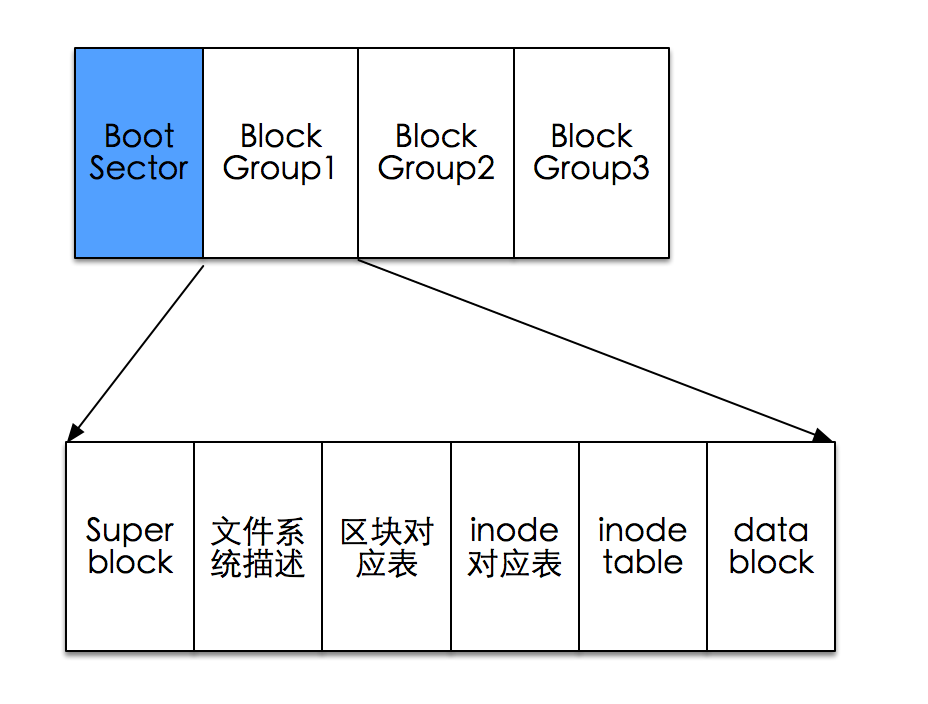 Boot
Sector
Block
Group1
Block
Group2
Block
Group3
Super
block
文件系
统描述
区块对
应表
inode
对应表
inode
table
data
block